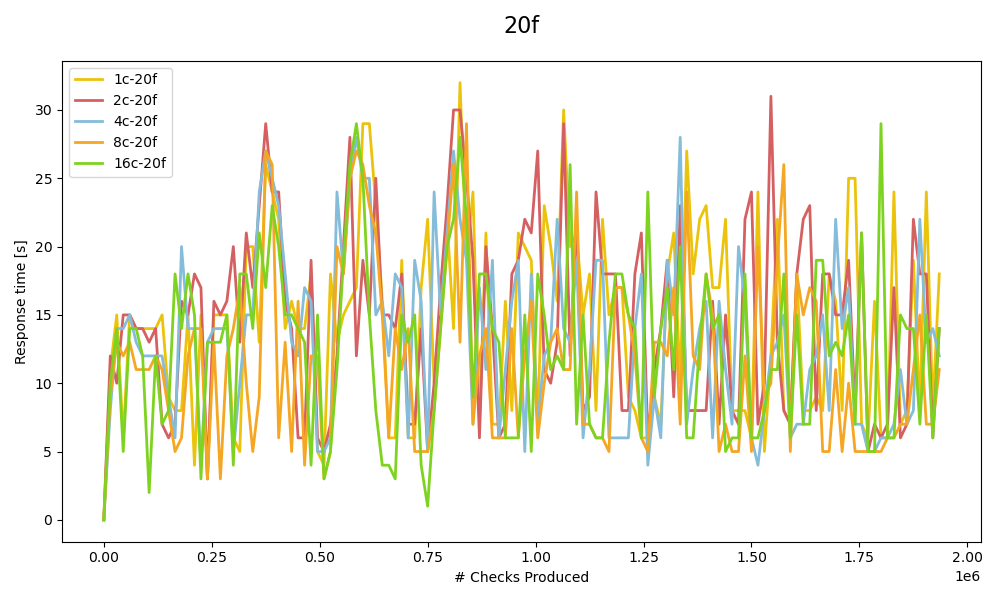 20f
1c-20f
2c-20f
4c-20f
8c-20f
16c-20f
Response time [s]
30
25
20
15
10
5
0
0.00 0.25 0.50 0.75 1.00 1.25 1.50 1.75 2.00
1e6
# Checks Produced